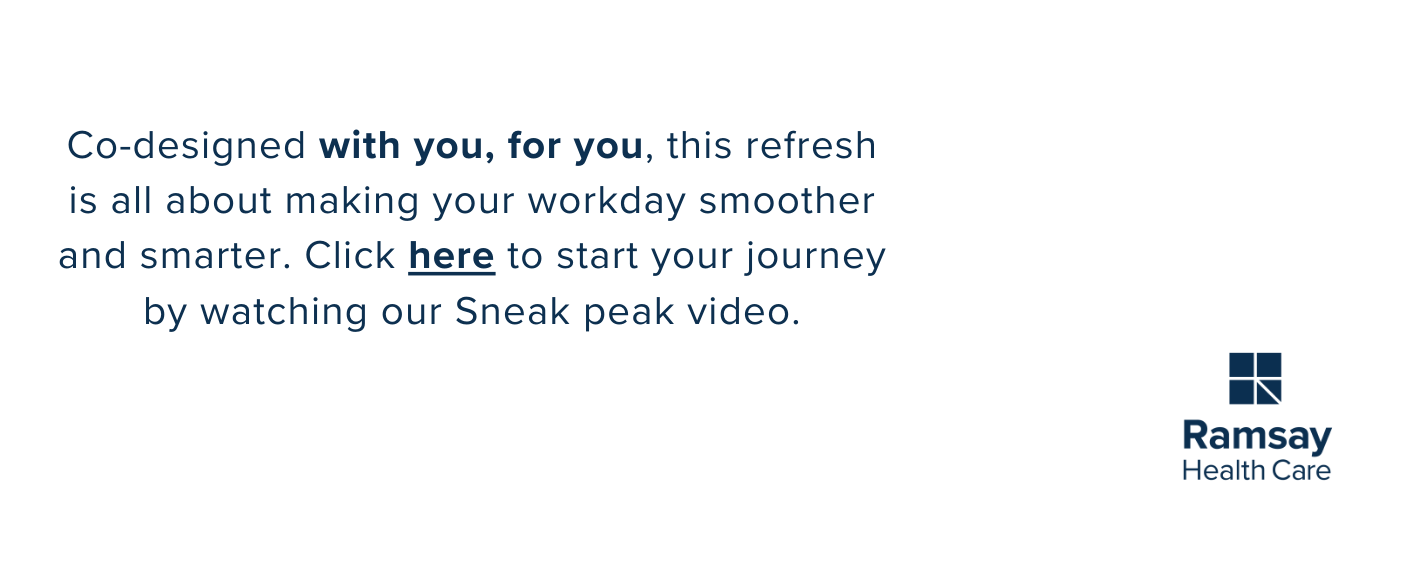 Co-designed with you, for you, this refresh
is all about making your workday smoother
and smarter. Click here to start your journey
by watching our Sneak peak video.
Ramsay
Health Care